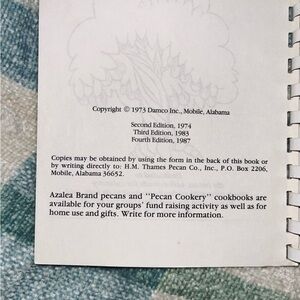 Copyright © 1973 Damco Inc., Mobile, Alabama
Second Edition, 1974
Third Edition, 1983
Fourth Edition, 1987
Copies may be obtained by using the form in the back of this book or
by writing directly to: H.M. Thames Pecan Co., Inc., P.O. Box 2206,
Mobile, Alabama 36652.
Azalea Brand pecans and "Pecan Cookery" cookbooks are
available for your groups' fund raising activity as well as for
home use and gifts. Write for more information.